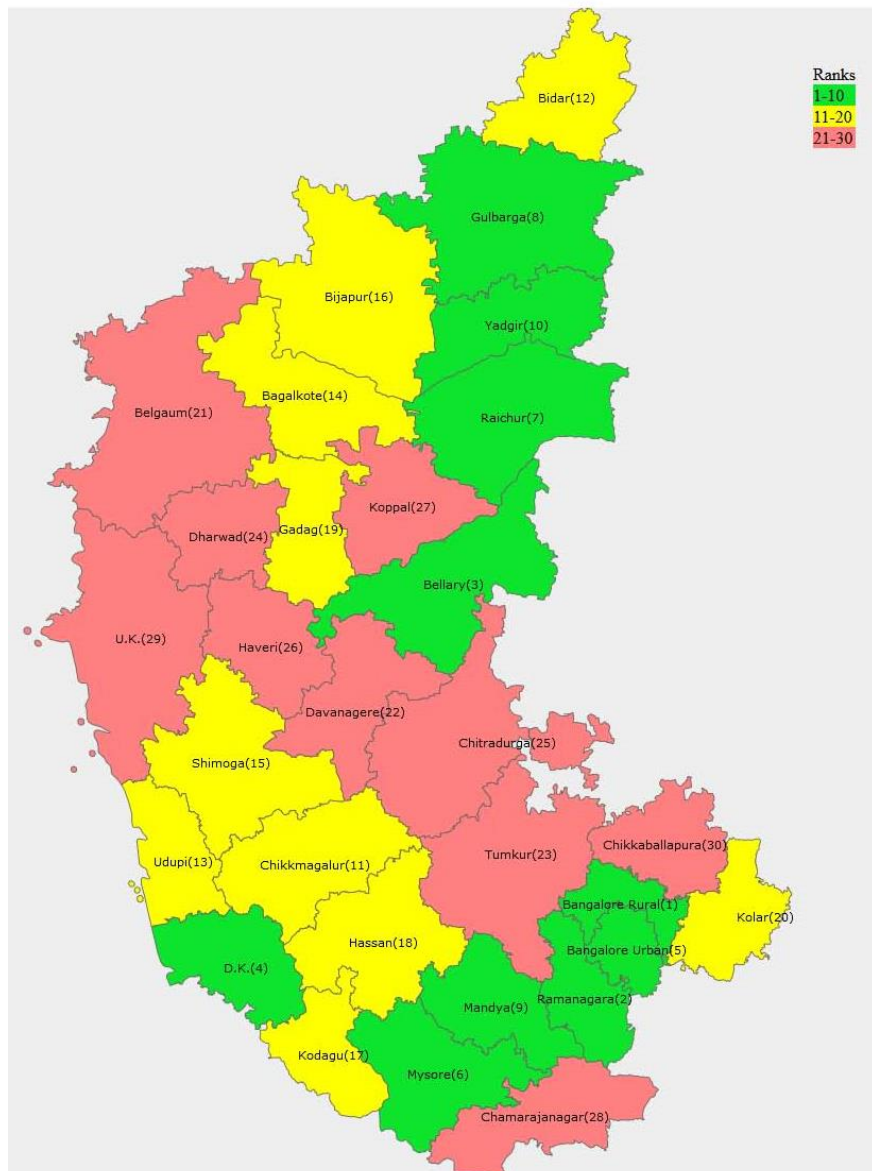 Ranks
1-10
11-20
21-30
Bidar(12)
Gulbarga(8)
Bijapur(16)
Yadgir(10)
Bagalkote(14)
Belgaum(21)
Raichur(7)
Koppal(27)
Gadag(19)
Dharwad(24)
Bellary(3)
U.K.(29)
Haveri(26)
Davanagere(22)
Chitradurga(25)
Shimoga(15)
Chikkaballapura(30)
Tumkur(23)
Udupi(13)
Chikkmagalur(11)
Bangalore Rural(1)
Kolar(20)
Hassan(18)
Bangalore Urban(5)
D.K.(4)
Ramanagara(2)
Mandya(9)
Kodagu(17)
Mysore(6)
Chamarajanagar(28)